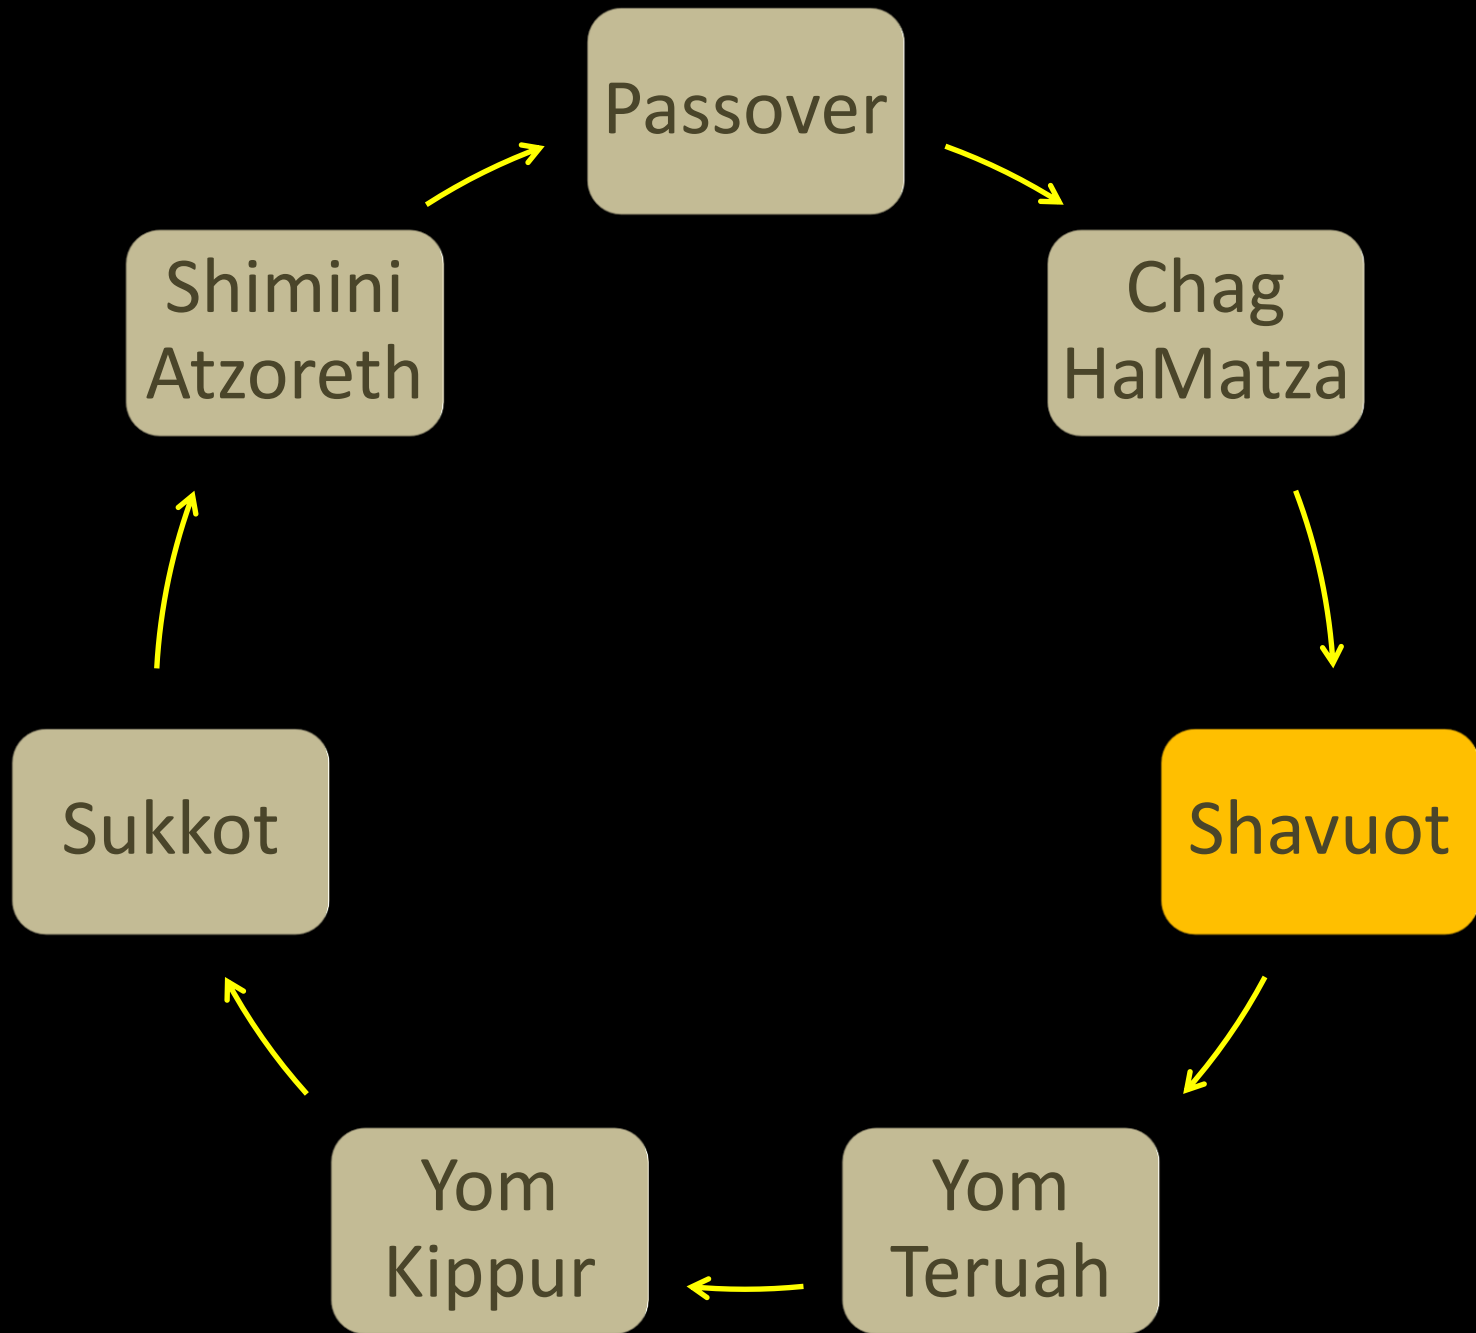 Passover
Chag
HaMatza
Shavuot
Yom
Teruah
Yom
Kippur
Sukkot
Shimini
Atzoreth